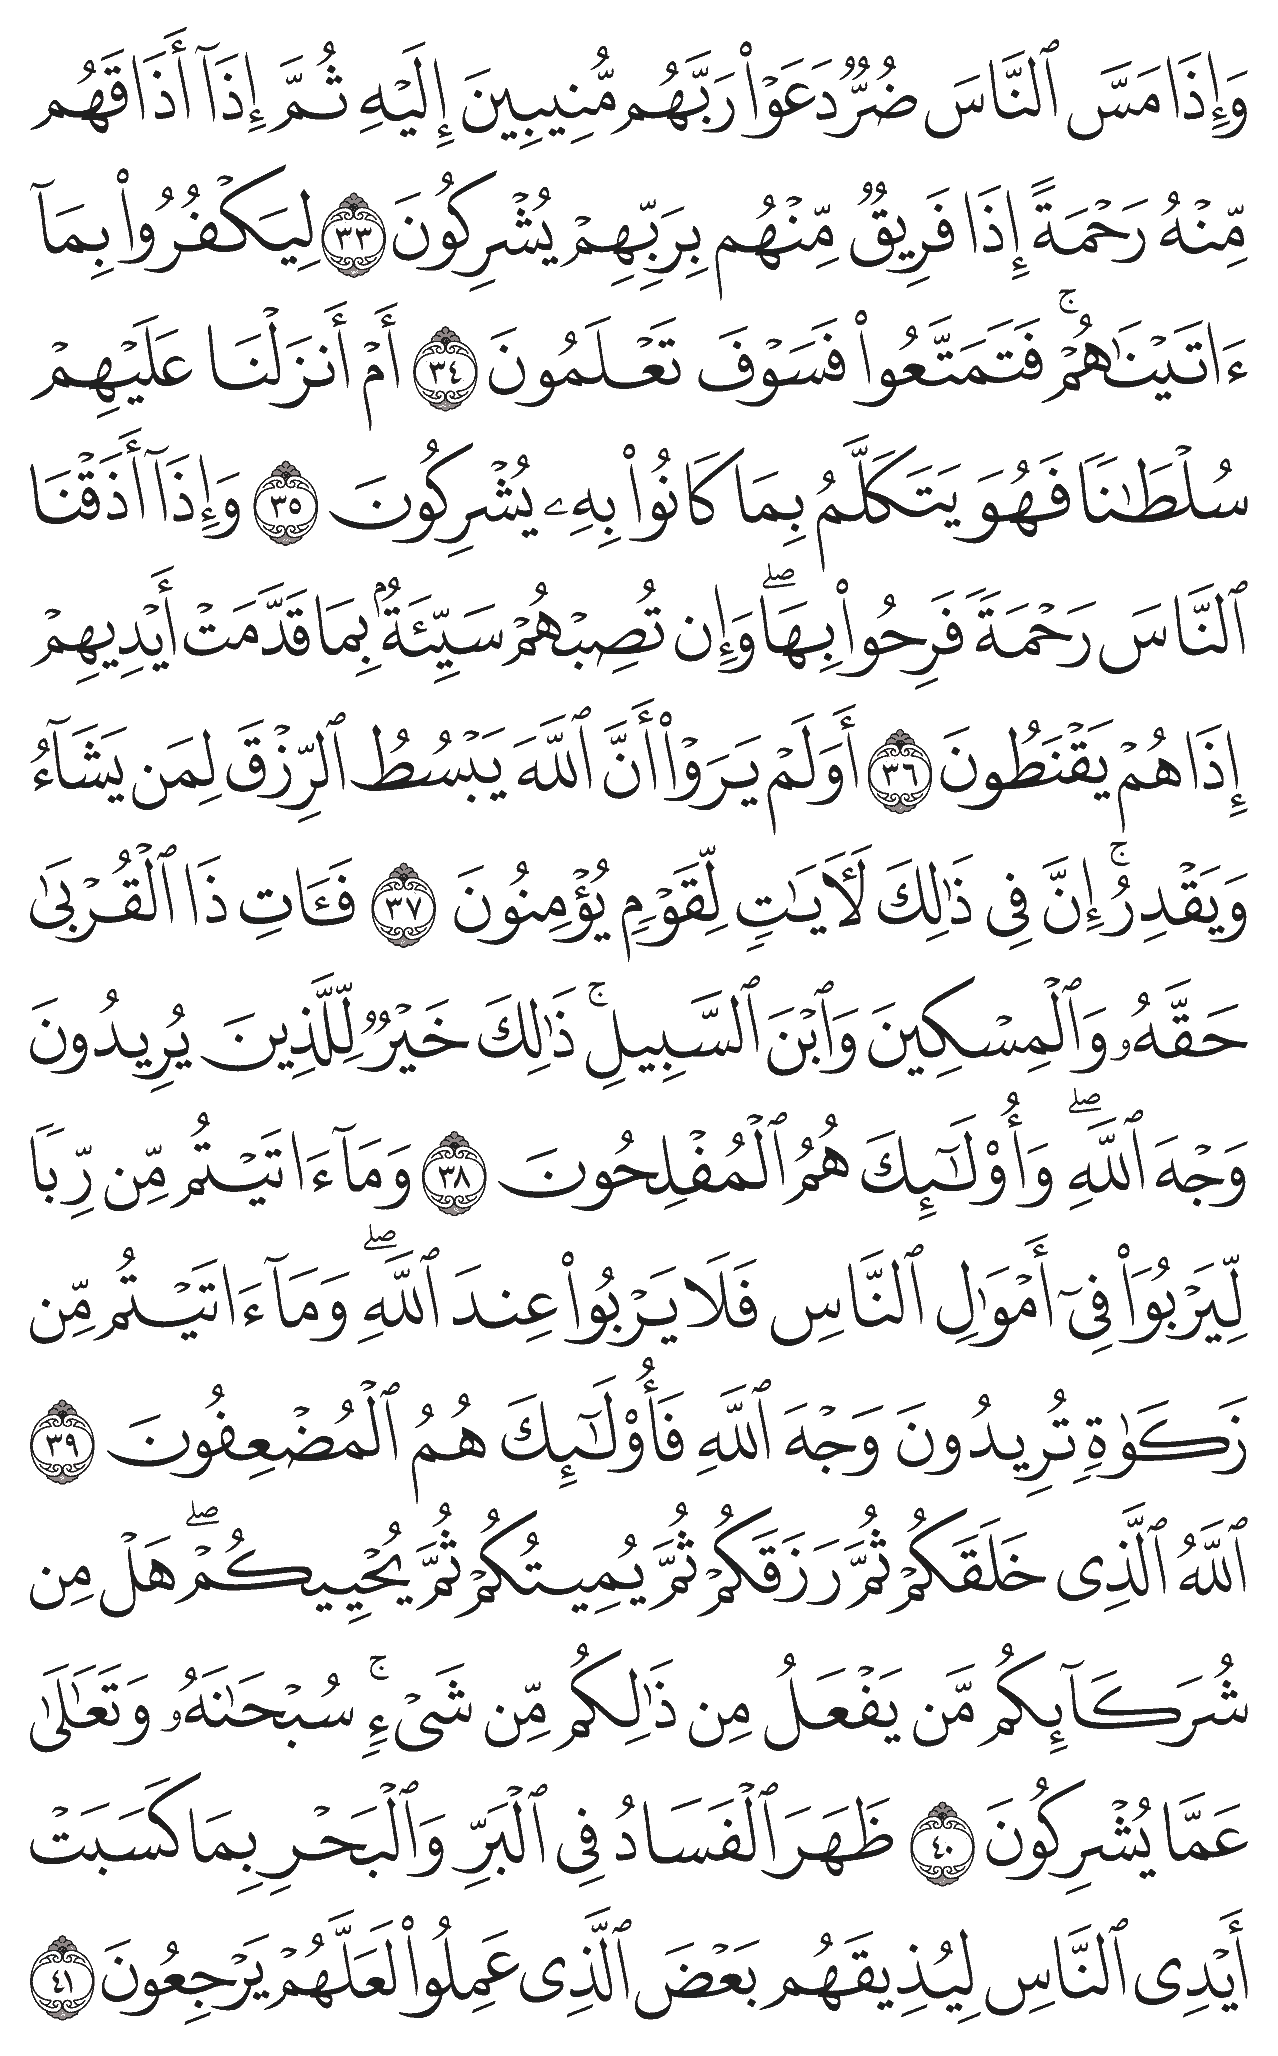 وَإِذَا مَسَّ ٱلنَّاسَ ضُرٌّ دَعَوْا۟ رَبَّهُم مُّنِيبِينَ إِلَيْهِ ثُمَّ إِذَآ أَذَاقَهُم
مِّنْهُ رَحْمَةً إِذَا فَرِيقٌ مِّنْهُم بِرَبِّهِمْ يُشْرِكُونَ ٣٣ لِيَكْفُرُوا۟ بِمَآ
ءَاتَيْنَٰهُمْ ۚ فَتَمَتَّعُوا۟ فَسَوْفَ تَعْلَمُونَ ٣٤ أَمْ أَنزَلْنَا عَلَيْهِمْ
سُلْطَٰنًا فَهُوَ يَتَكَلَّمُ بِمَا كَانُوا۟ بِهِۦ يُشْرِكُونَ ٣٥ وَإِذَآ أَذَقْنَا
ٱلنَّاسَ رَحْمَةً فَرِحُوا۟ بِهَا ۖ وَإِن تُصِبْهُمْ سَيِّئَةٌۢ بِمَا قَدَّمَتْ أَيْدِيهِمْ
إِذَا هُمْ يَقْنَطُونَ ٣٦ أَوَلَمْ يَرَوْا۟ أَنَّ ٱللَّهَ يَبْسُطُ ٱلرِّزْقَ لِمَن يَشَآءُ
وَيَقْدِرُ ۚ إِنَّ فِى ذَٰلِكَ لَءَايَٰتٍ لِّقَوْمٍ يُؤْمِنُونَ ٣٧ فَـَٔاتِ ذَا ٱلْقُرْبَىٰ
حَقَّهُۥ وَٱلْمِسْكِينَ وَٱبْنَ ٱلسَّبِيلِ ۚ ذَٰلِكَ خَيْرٌ لِّلَّذِينَ يُرِيدُونَ
وَجْهَ ٱللَّهِ ۖ وَأُو۟لَٰٓئِكَ هُمُ ٱلْمُفْلِحُونَ ٣٨ وَمَآ ءَاتَيْتُم مِّن رِّبًا
لِّيَرْبُوَا۟ فِىٓ أَمْوَٰلِ ٱلنَّاسِ فَلَا يَرْبُوا۟ عِندَ ٱللَّهِ ۖ وَمَآ ءَاتَيْتُم مِّن
زَكَوٰةٍ تُرِيدُونَ وَجْهَ ٱللَّهِ فَأُو۟لَٰٓئِكَ هُمُ ٱلْمُضْعِفُونَ ٣٩
ٱللَّهُ ٱلَّذِى خَلَقَكُمْ ثُمَّ رَزَقَكُمْ ثُمَّ يُمِيتُكُمْ ثُمَّ يُحْيِيكُمْ ۖ هَلْ مِن
شُرَكَآئِكُم مَّن يَفْعَلُ مِن ذَٰلِكُم مِّن شَىْءٍ ۚ سُبْحَٰنَهُۥ وَتَعَٰلَىٰ
عَمَّا يُشْرِكُونَ ٤٠ ظَهَرَ ٱلْفَسَادُ فِى ٱلْبَرِّ وَٱلْبَحْرِ بِمَا كَسَبَتْ
أَيْدِى ٱلنَّاسِ لِيُذِيقَهُم بَعْضَ ٱلَّذِى عَمِلُوا۟ لَعَلَّهُمْ يَرْجِعُونَ ٤١